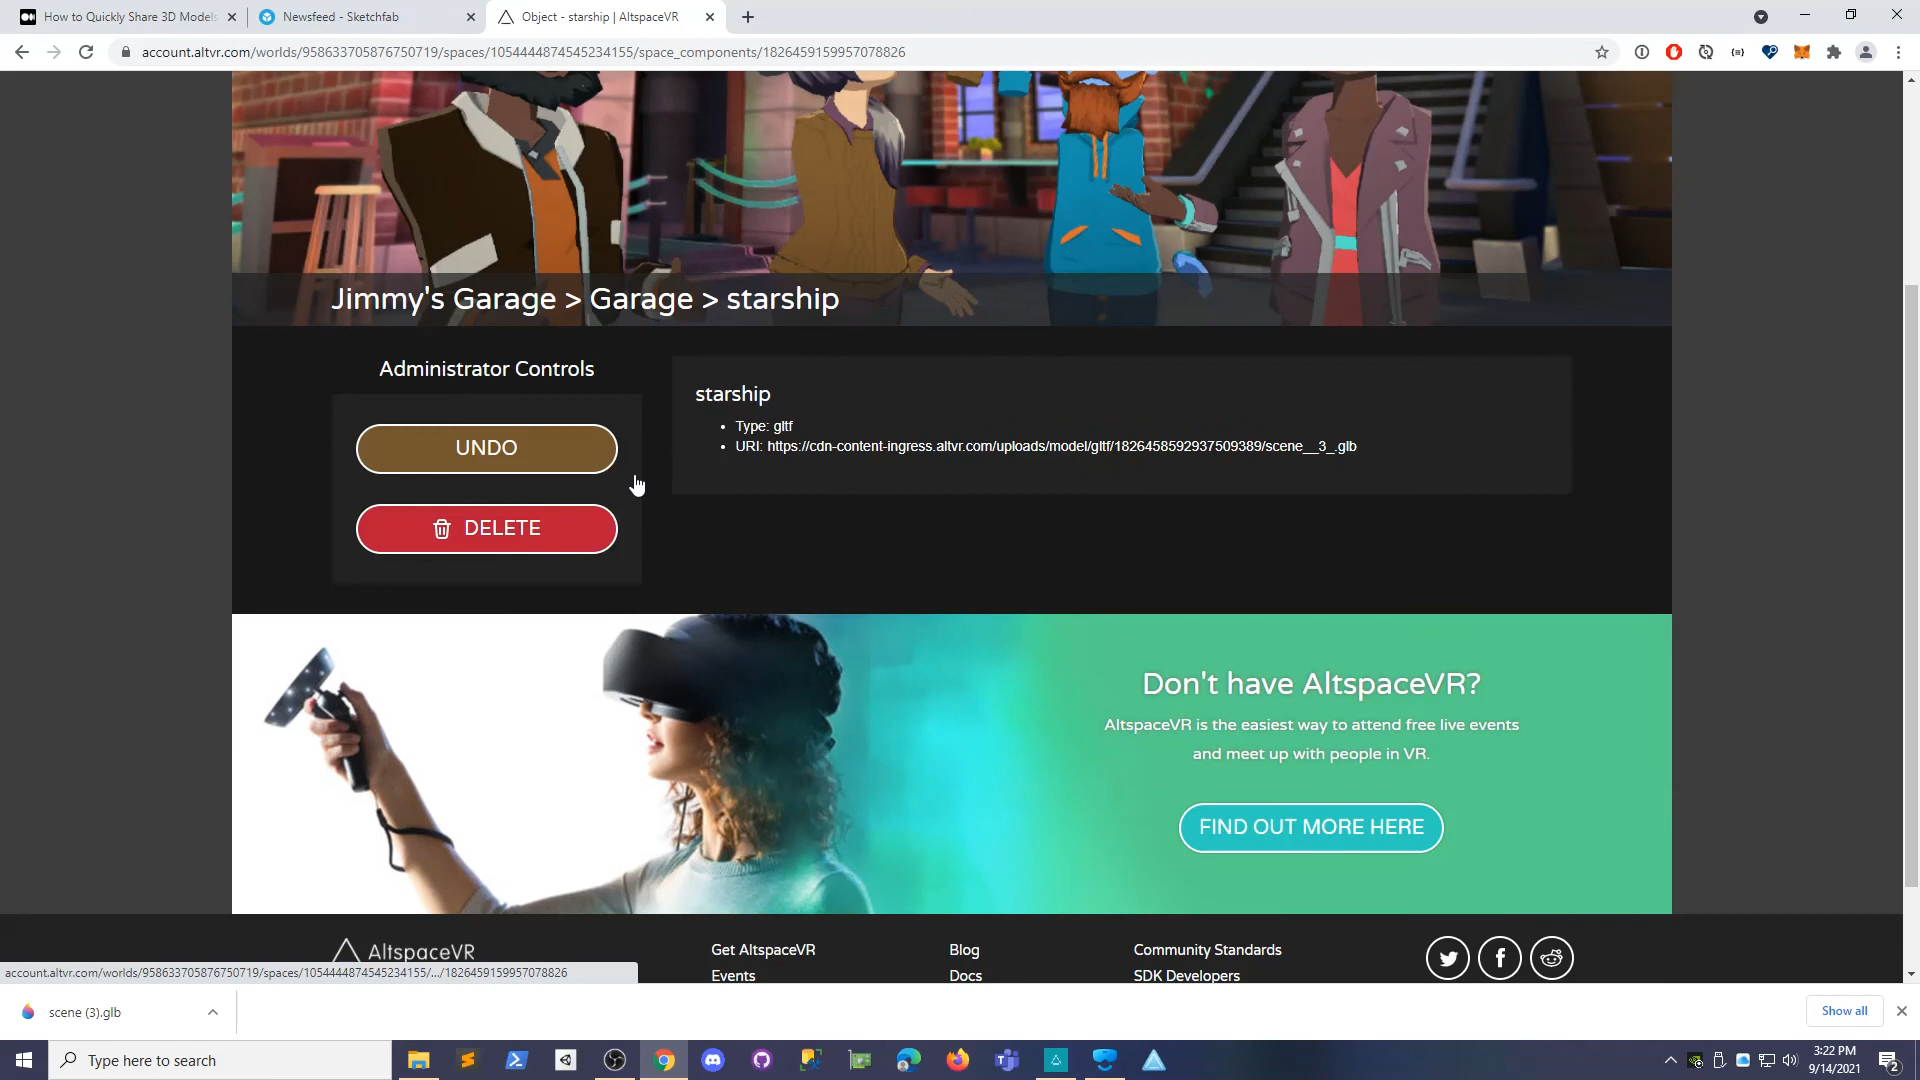 How to Quickly Share 3D Models
Newsfeed - Sketchfab
Object - starship | AltspaceVR
account.altvr.com/worlds/958633705876750719/spaces/1054444874545234155/space_components/1826459159957078826
Jimmy's Garage > Garage > starship
Administrator Controls
UNDO
DELETE
starship
Type: gltf
URI: https://cdn-content-ingress.altvr.com/uploads/model/gltf/1826458592937509389/scene__3_.glb
Don't have AltspaceVR?
AltspaceVR is the easiest way to attend free live events
and meet up with people in VR.
FIND OUT MORE HERE
AltspaceVR
Get AltspaceVR
Blog
Community Standards
Events
Docs
SDK Developers
account.altvr.com/worlds/958633705876750719/spaces/1054444874545234155/.../1826459159957078826
scene (3).glb
Show all
Type here to search
3:22 PM
9/14/2021
2